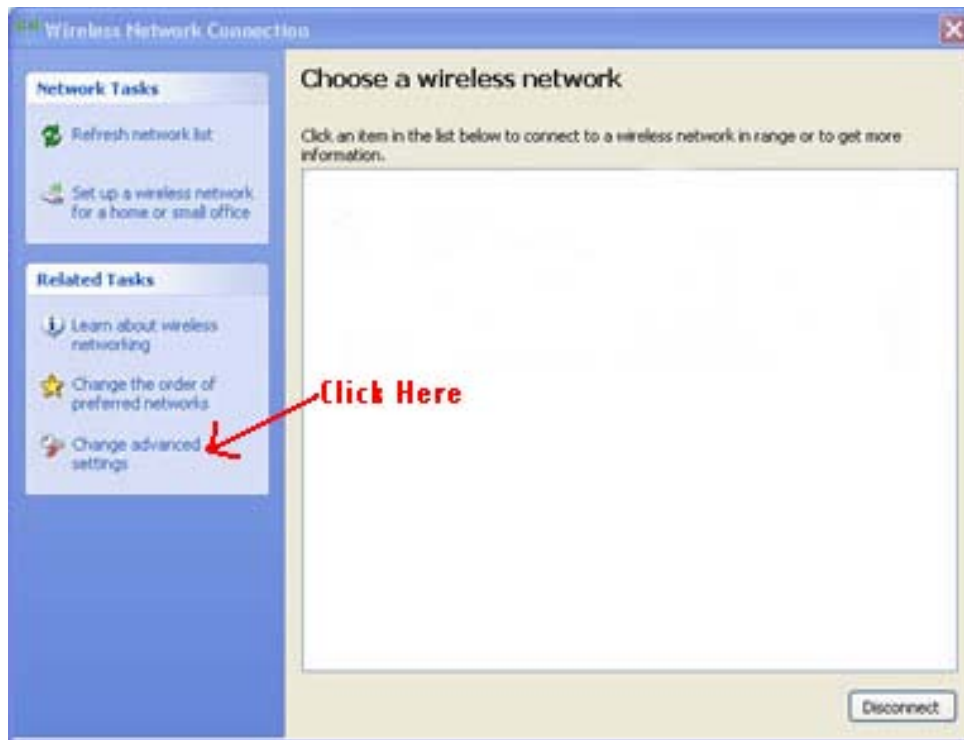 Wireless Network Connection
Network Tasks
Refresh network list
Set up a wireless network
for a home or small office
Related Tasks
Learn about wireless
networking
Change the order of
preferred networks
Change advanced
settings
Choose a wireless network
Click an item in the list below to connect to a wireless network in range or to get more
information.
Click Here
Disconnect